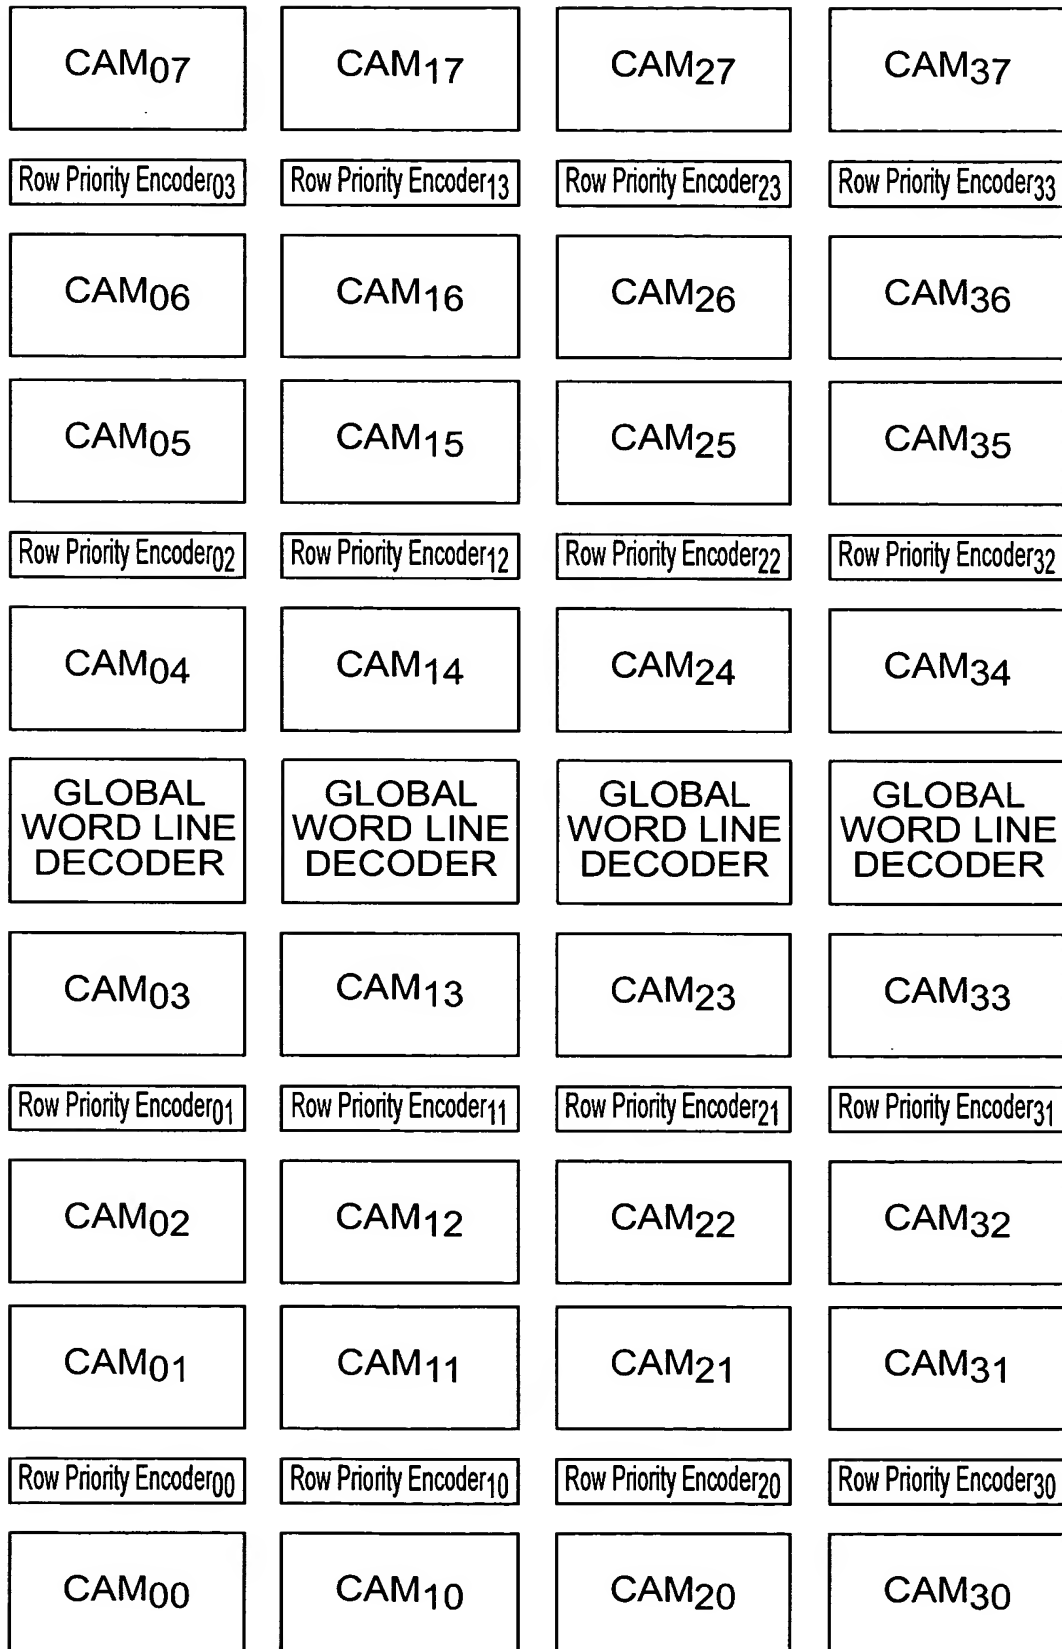 CAM07 CAM17 CAM27 CAM37
Row Priority Encoder03 Row Priority Encoder13 Row Priority Encoder23 Row Priority Encoder33
CAM06 CAM16 CAM26 CAM36
CAM05 CAM15 CAM25 CAM35
Row Priority Encoder02 Row Priority Encoder12 Row Priority Encoder22 Row Priority Encoder32
CAM04 CAM14 CAM24 CAM34
GLOBAL GLOBAL GLOBAL GLOBAL
WORD LINE WORD LINE WORD LINE WORD LINE
DECODER DECODER DECODER DECODER
CAM03 CAM13 CAM23 CAM33
Row Priority Encoder01 Row Priority Encoder11 Row Priority Encoder21 Row Priority Encoder31
CAM02 CAM12 CAM22 CAM32
CAM01 CAM11 CAM21 CAM31
Row Priority Encoder00 Row Priority Encoder10 Row Priority Encoder20 Row Priority Encoder30
CAM00 CAM10 CAM20 CAM30